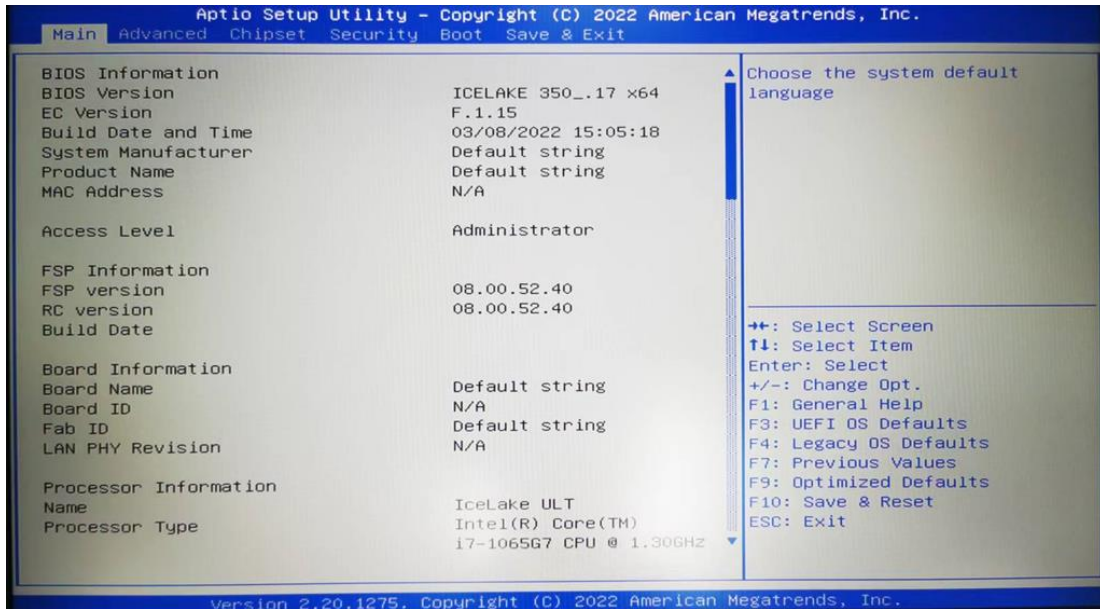 Aptio Setup Utility - Copyright (C) 2022 American Megatrends, Inc.
Main Advanced Chipset Security Boot Save & Exit
BIOS Information
BIOS Version ICELAKE 350_.17 x64
EC Version F.1.15
Build Date and Time 03/08/2022 15:05:18
System Manufacturer Default string
Product Name Default string
MAC Address N/A
Access Level Administrator
FSP Information
FSP version 08.00.52.40
RC version 08.00.52.40
Build Date
Board Information
Board Name Default string
Board ID N/A
Fab ID Default string
LAN PHY Revision N/A
Processor Information
Name IceLake ULT
Processor Type Intel(R) Core(TM)
i7-1065G7 CPU @ 1.30GHz
Choose the system default
language
→←: Select Screen
↑↓: Select Item
Enter: Select
+/-: Change Opt.
F1: General Help
F3: UEFI OS Defaults
F4: Legacy OS Defaults
F7: Previous Values
F9: Optimized Defaults
F10: Save & Reset
ESC: Exit
Version 2.20.1275. Copyright (C) 2022 American Megatrends, Inc.